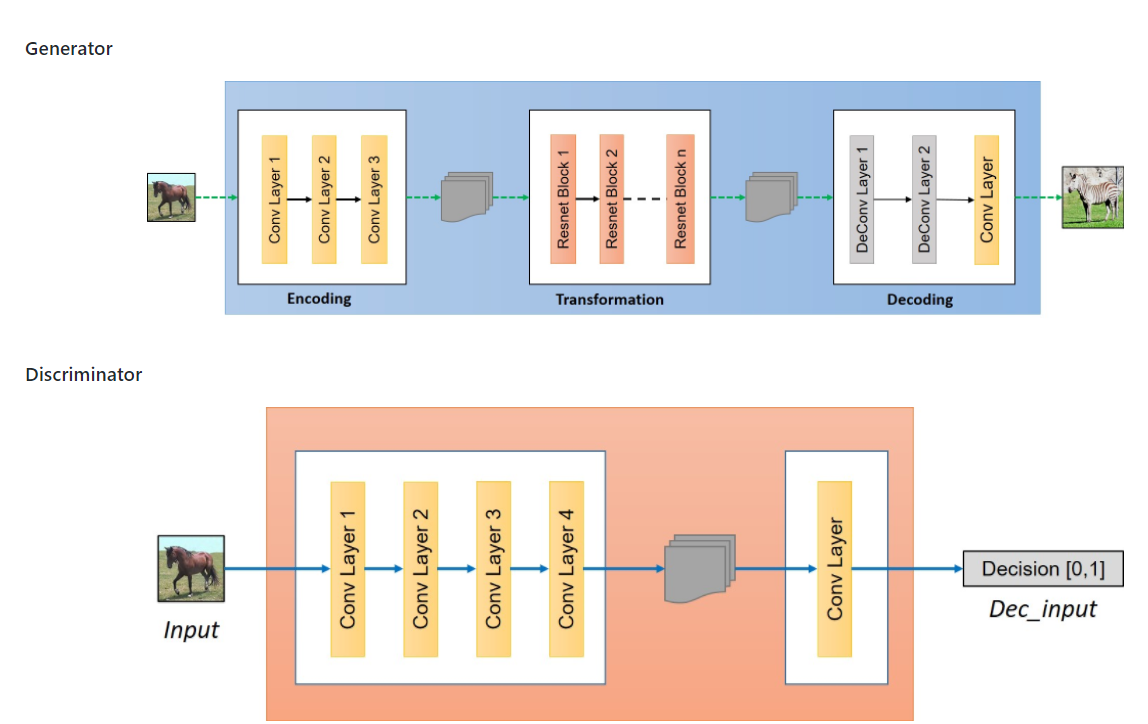 Generator
Conv Layer 1
Conv Layer 2
Conv Layer 3
Encoding
Resnet Block 1
Resnet Block 2
Resnet Block n
Transformation
DeConv Layer 1
DeConv Layer 2
Conv Layer
Decoding
Discriminator
Input
Conv Layer 1
Conv Layer 2
Conv Layer 3
Conv Layer 4
Conv Layer
Decision [0,1]
Dec_input